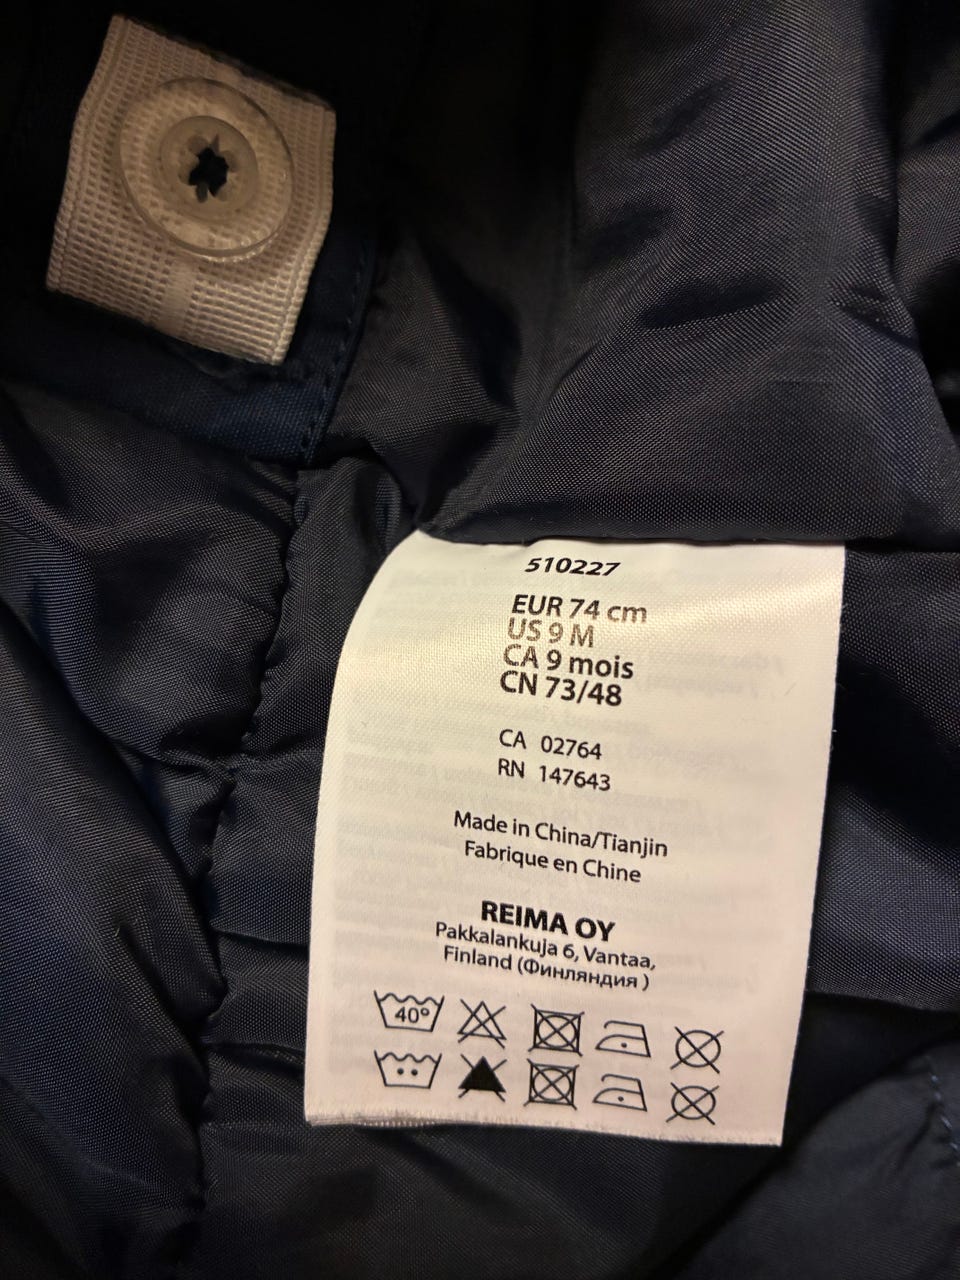 510227
EUR 74 cm
US 9 M
CA 9 mois
CN 73/48
CA 02764
RN 147643
Made in China/Tianjin
Fabrique en Chine
REIMA OY
Pakkalankuja 6, Vantaa,
Finland (Финляндия )
40°